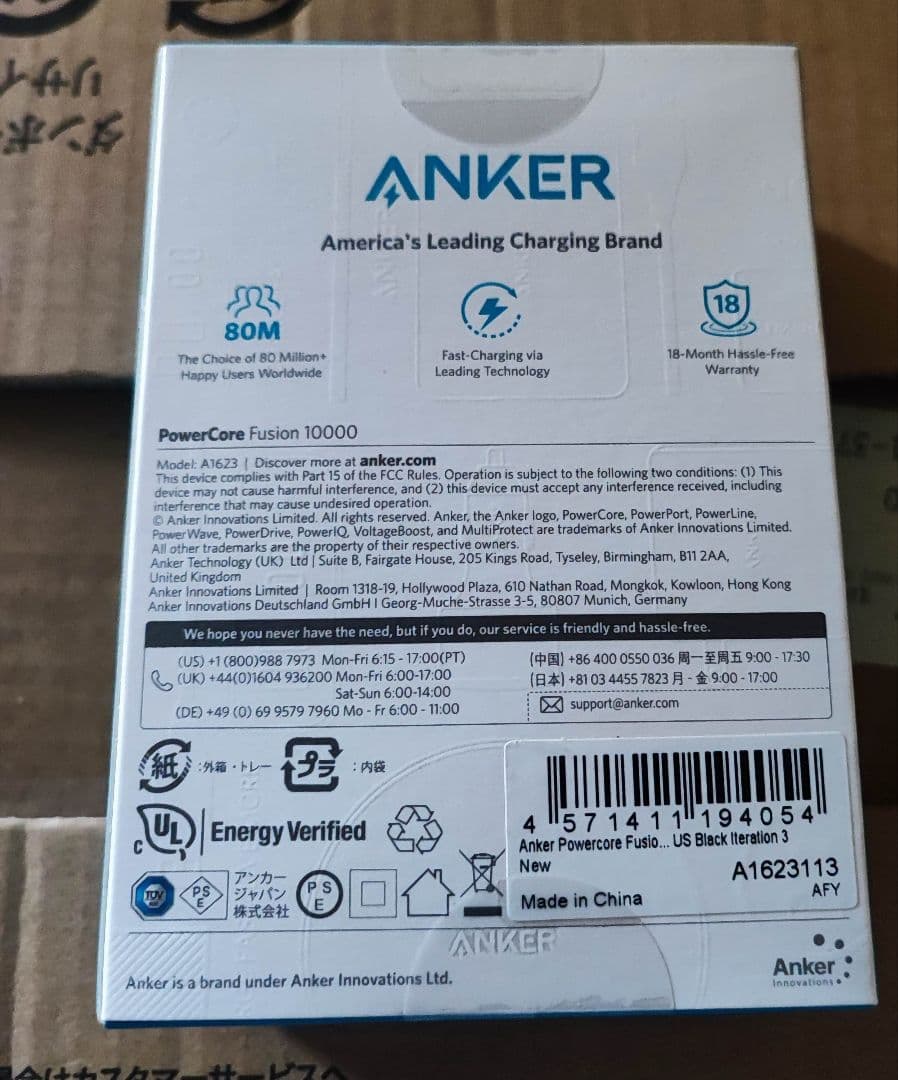 ANKER
America's Leading Charging Brand
80M
The Choice of 80 Million+
Happy Users Worldwide
Fast-Charging via
Leading Technology
18
18-Month Hassle-Free
Warranty
PowerCore Fusion 10000
Model: A1623 | Discover more at anker.com
This device complies with Part 15 of the FCC Rules. Operation is subject to the following two conditions: (1) This
device may not cause harmful interference, and (2) this device must accept any interference received, including
interference that may cause undesired operation.
© Anker Innovations Limited. All rights reserved. Anker, the Anker logo, PowerCore, PowerPort, PowerLine,
PowerWave, PowerDrive, PowerIQ, VoltageBoost, and MultiProtect are trademarks of Anker Innovations Limited.
All other trademarks are the property of their respective owners.
Anker Technology (UK) Ltd | Suite B, Fairgate House, 205 Kings Road, Tyseley, Birmingham, B11 2AA,
United Kingdom
Anker Innovations Limited | Room 1318-19, Hollywood Plaza, 610 Nathan Road, Mongkok, Kowloon, Hong Kong
Anker Innovations Deutschland GmbH I Georg-Muche-Strasse 3-5, 80807 Munich, Germany
We hope you never have the need, but if you do, our service is friendly and hassle-free.
(US) +1 (800)988 7973 Mon-Fri 6:15 - 17:00(PT)
(UK) +44(0)1604 936200 Mon-Fri 6:00-17:00
Sat-Sun 6:00-14:00
(DE) +49 (0) 69 9579 7960 Mo - Fr 6:00 - 11:00
(中国) +86 400 0550 036 周一至周五 9:00 - 17:30
(日本) +81 03 4455 7823 月 - 金 9:00 - 17:00
support@anker.com
紙 :外箱・トレー プラ :内袋
c UL Energy Verified
TÜV PSE アンカー
ジャパン
株式会社
PSE
4 571411 194054
Anker Powercore Fusio... US Black Iteration 3
New
A1623113
AFY
Made in China
ANKER
Anker is a brand under Anker Innovations Ltd.
Anker
Innovations
はカスタマーサービスへ